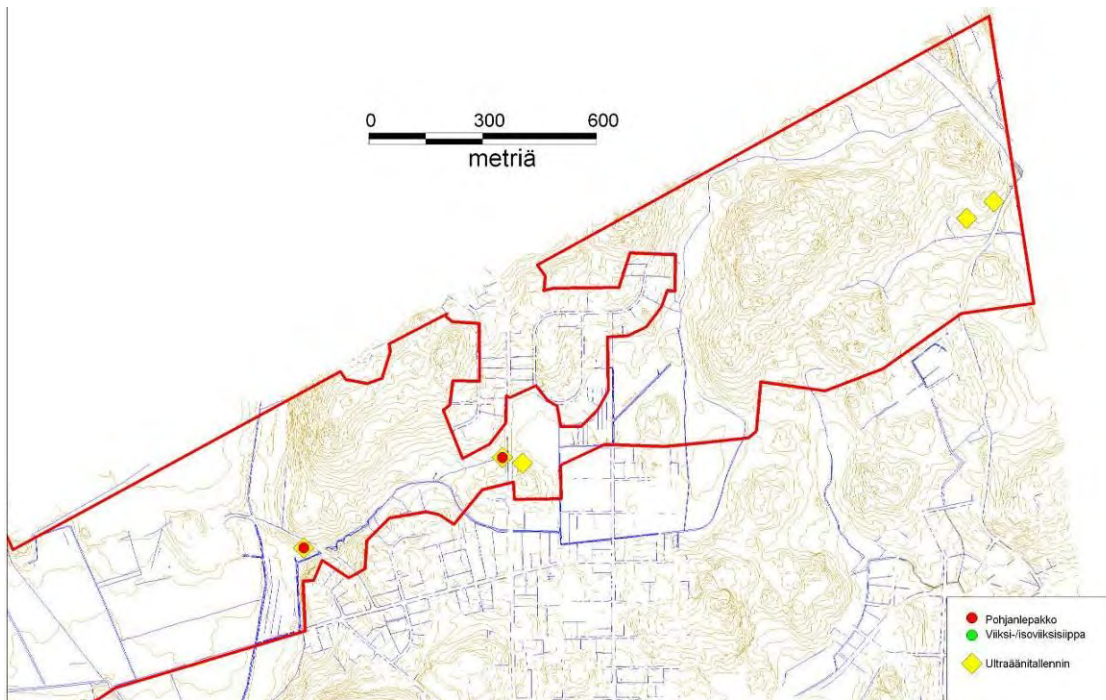 0 300 600
metriä
Pohjanlepakko
Viiksi-/isoviiksisiippa
Ultraäänitallennin